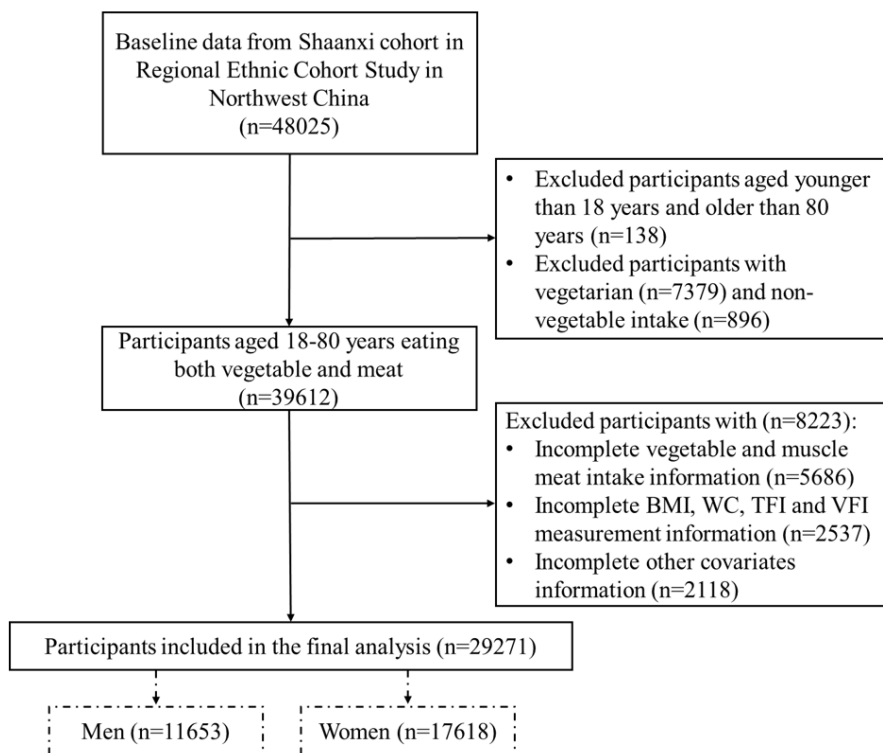 Baseline data from Shaanxi cohort in
Regional Ethnic Cohort Study in
Northwest China
(n=48025)
• Excluded participants aged younger
than 18 years and older than 80
years (n=138)
• Excluded participants with
vegetarian (n=7379) and non-
vegetable intake (n=896)
Participants aged 18-80 years eating
both vegetable and meat
(n=39612)
Excluded participants with (n=8223):
• Incomplete vegetable and muscle
meat intake information (n=5686)
• Incomplete BMI, WC, TFI and VFI
measurement information (n=2537)
• Incomplete other covariates
information (n=2118)
Participants included in the final analysis (n=29271)
Men (n=11653)
Women (n=17618)